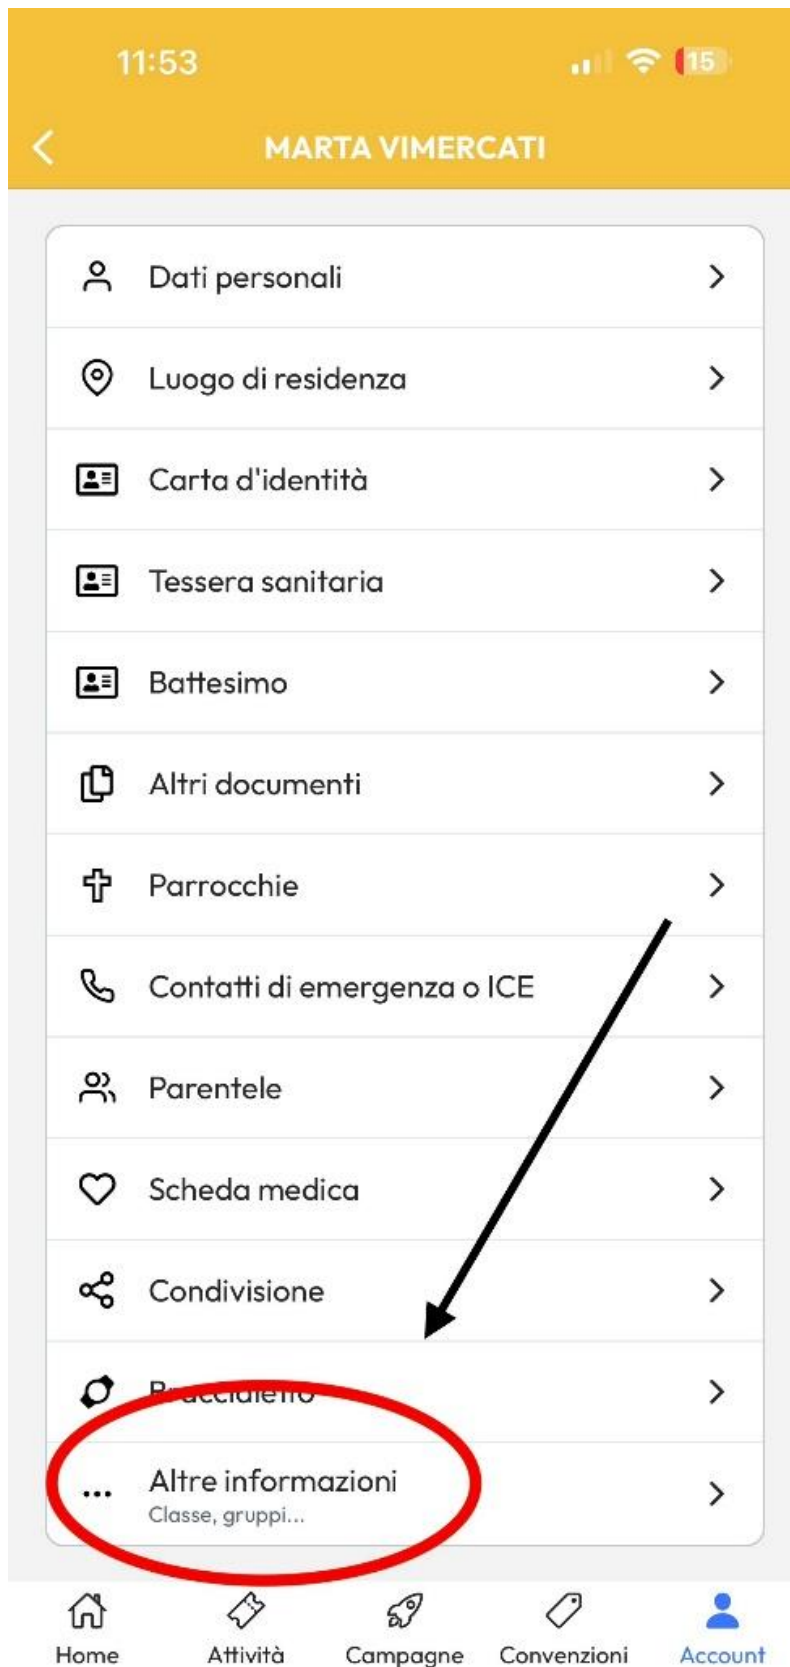 11:53
15
MARTA VIMERCATI
Dati personali
Luogo di residenza
Carta d'identità
Tessera sanitaria
Battesimo
Altri documenti
Parrocchie
Contatti di emergenza o ICE
Parentele
Scheda medica
Condivisione
Braccialetto
Altre informazioni
Classe, gruppi...
Home Attività Campagne Convenzioni Account